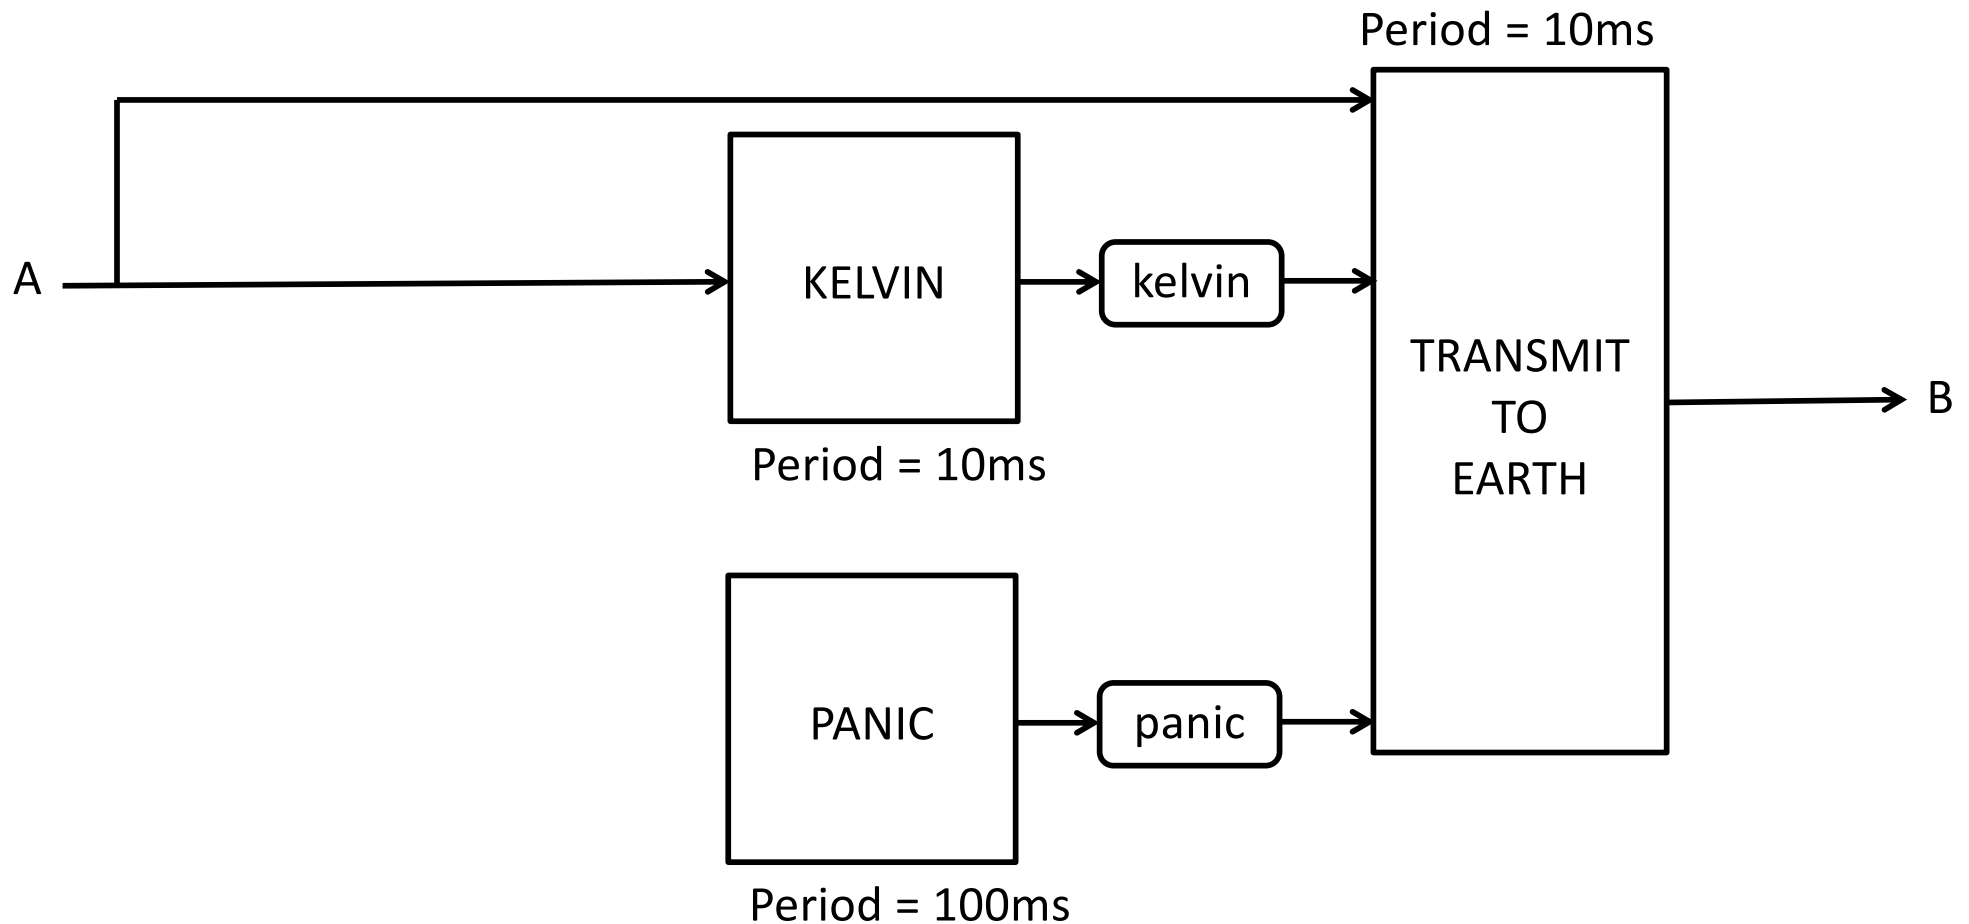 Period = 10ms
A
KELVIN
kelvin
TRANSMIT
TO
EARTH
B
Period = 10ms
PANIC
panic
Period = 100ms